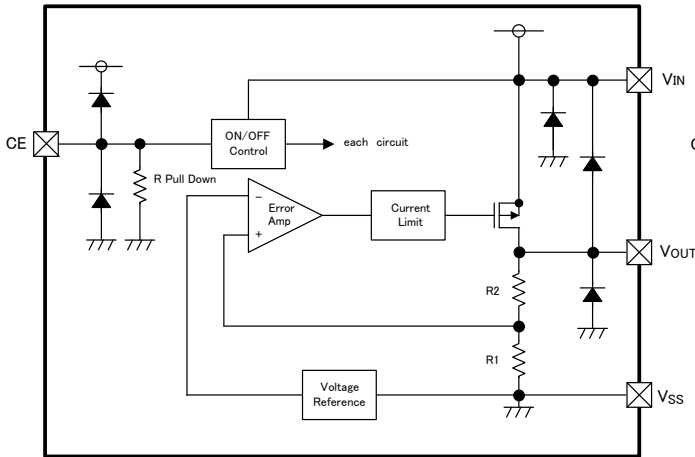 VIN
CE
ON/OFF
Control
each circuit
R Pull Down
−
Error
Amp
+
Current
Limit
VOUT
R2
R1
Voltage
Reference
VSS